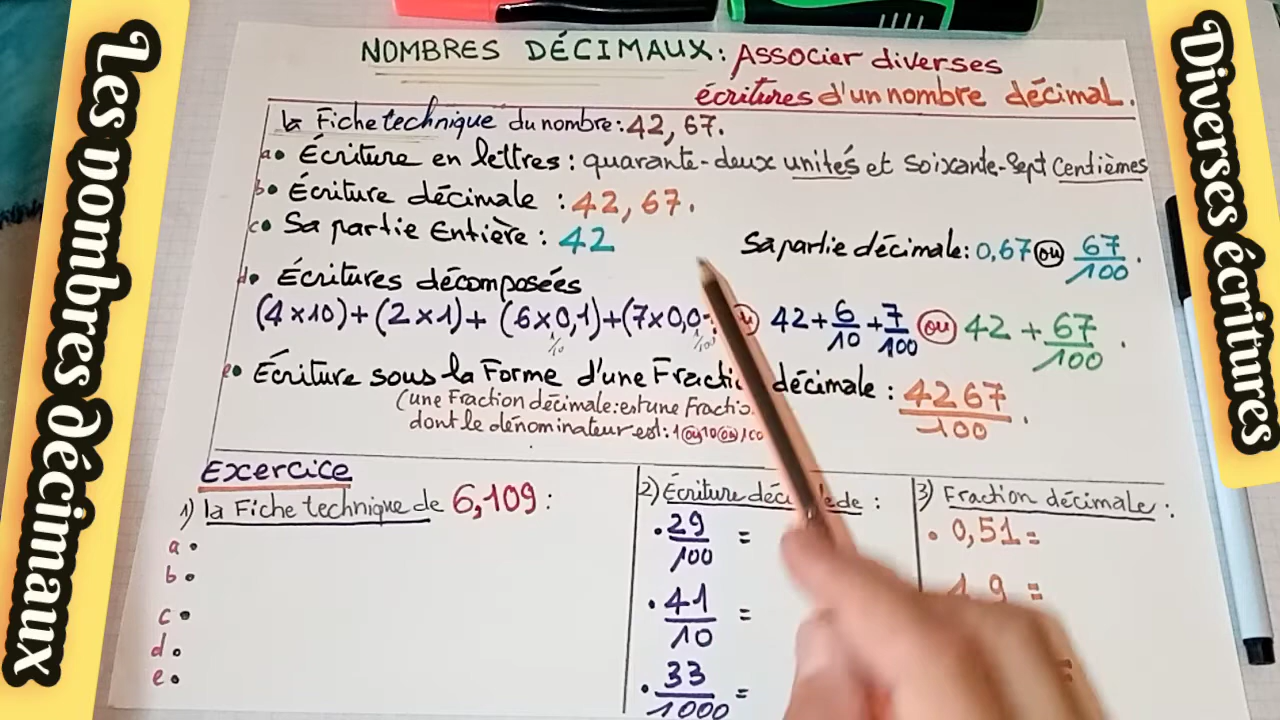 Les nombres décimaux
Diverses écritures
NOMBRES DÉCIMAUX: Associer diverses
écritures d'un nombre décimal.
la Fiche technique du nombre: 42,67.
a• Écriture en lettres: quarante-deux unités et soixante-sept centièmes
b• Écriture décimale : 42,67.
c• Sa partie Entière: 42
Sa partie décimale: 0,67 ou 67/100.
d• Écritures décomposées
(4×10)+(2×1)+(6×0,1)+(7×0,0
42+6/10+7/100 ou 42+67/100.
e• Écriture sous la Forme d'une Fracti
décimale: 4267/100.
(une Fraction décimale: est une Fractio
dont le dénominateur est: 1 ou 10 ou 100
Exercice
1) la Fiche technique de 6,109:
a•
b•
c•
d•
e•
2) Écriture déci
de :
• 29/100 =
• 41/10 =
• 33/1000 =
3) Fraction décimale:
• 0,51=